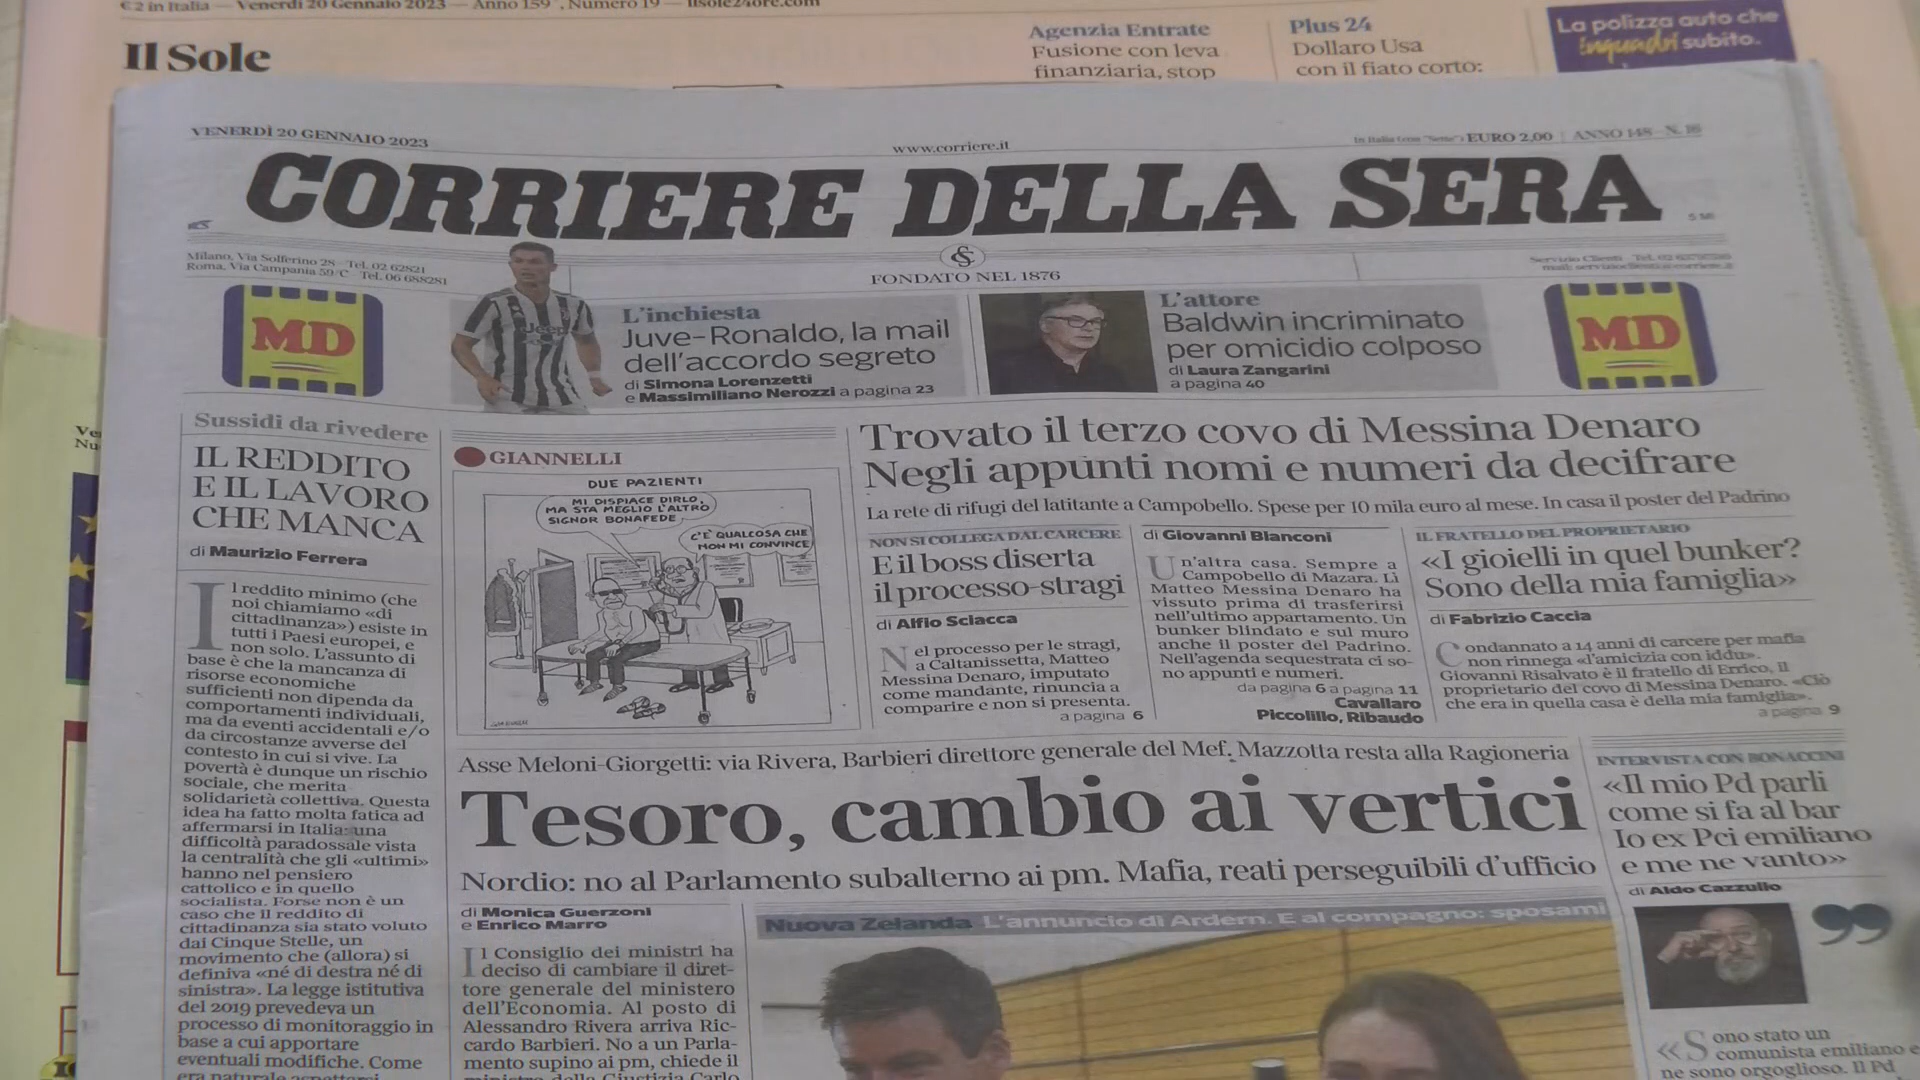 € 2 in Italia — Venerdì 20 Gennaio 2023 — Anno 159°, Numero 19 — ilsole24ore.com
Il Sole
Agenzia Entrate
Fusione con leva
finanziaria, stop
Plus 24
Dollaro Usa
con il fiato corto:
La polizza auto che
inquadri subito.
VENERDÌ 20 GENNAIO 2023
www.corriere.it
In Italia EURO 2,00 | ANNO 148 - N. 16
CORRIERE DELLA SERA
Milano, Via Solferino 28 - Tel. 02 62821
Roma, Via Campania 59/C - Tel. 06 688281
FONDATO NEL 1876
Servizio Clienti - Tel. 02
MD
L'inchiesta
Juve-Ronaldo, la mail
dell'accordo segreto
di Simona Lorenzetti
e Massimiliano Nerozzi a pagina 23
Jeep
L'attore
Baldwin incriminato
per omicidio colposo
di Laura Zangarini
a pagina 40
MD
Sussidi da rivedere
IL REDDITO
E IL LAVORO
CHE MANCA
di Maurizio Ferrera
Il reddito minimo (che
noi chiamiamo «di
cittadinanza») esiste in
tutti i Paesi europei, e
non solo. L'assunto di
base è che la mancanza di
risorse economiche
sufficienti non dipenda da
comportamenti individuali,
ma da eventi accidentali e/o
da circostanze avverse del
contesto in cui si vive. La
povertà è dunque un rischio
sociale, che merita
solidarietà collettiva. Questa
idea ha fatto molta fatica ad
affermarsi in Italia: una
difficoltà paradossale vista
la centralità che gli «ultimi»
hanno nel pensiero
cattolico e in quello
socialista. Forse non è un
caso che il reddito di
cittadinanza sia stato voluto
dai Cinque Stelle, un
movimento che (allora) si
definiva «né di destra né di
sinistra». La legge istitutiva
del 2019 prevedeva un
processo di monitoraggio in
base a cui apportare
eventuali modifiche. Come
era naturale aspettarsi
GIANNELLI
DUE PAZIENTI
MI DISPIACE DIRLO,
MA STA MEGLIO L'ALTRO
SIGNOR BONAFEDE
C'È QUALCOSA CHE
NON MI CONVINCE
Trovato il terzo covo di Messina Denaro
Negli appunti nomi e numeri da decifrare
La rete di rifugi del latitante a Campobello. Spese per 10 mila euro al mese. In casa il poster del Padrino
NON SI COLLEGA DAL CARCERE
E il boss diserta
il processo-stragi
di Alfio Sciacca
Nel processo per le stragi,
a Caltanissetta, Matteo
Messina Denaro, imputato
come mandante, rinuncia a
comparire e non si presenta.
a pagina 6
di Giovanni Bianconi
Un'altra casa. Sempre a
Campobello di Mazara. Lì
Matteo Messina Denaro ha
vissuto prima di trasferirsi
nell'ultimo appartamento. Un
bunker blindato e sul muro
anche il poster del Padrino.
Nell'agenda sequestrata ci so-
no appunti e numeri.
da pagina 6 a pagina 11
Cavallaro
Piccolillo, Ribaudo
IL FRATELLO DEL PROPRIETARIO
«I gioielli in quel bunker?
Sono della mia famiglia»
di Fabrizio Caccia
Condannato a 14 anni di carcere per mafia
non rinnega «l'amicizia con iddu».
Giovanni Risalvato è il fratello di Errico, il
proprietario del covo di Messina Denaro. «Ciò
che era in quella casa è della mia famiglia».
a pagina 9
Asse Meloni-Giorgetti: via Rivera, Barbieri direttore generale del Mef. Mazzotta resta alla Ragioneria
Tesoro, cambio ai vertici
Nordio: no al Parlamento subalterno ai pm. Mafia, reati perseguibili d'ufficio
di Monica Guerzoni
e Enrico Marro
Il Consiglio dei ministri ha
deciso di cambiare il diret-
tore generale del ministero
dell'Economia. Al posto di
Alessandro Rivera arriva Ric-
cardo Barbieri. No a un Parla-
mento supino ai pm, chiede il
ministro della Giustizia Carlo
Nuova Zelanda L'annuncio di Ardern. E al compagno: sposami
INTERVISTA CON BONACCINI
«Il mio Pd parli
come si fa al bar
Io ex Pci emiliano
e me ne vanto»
di Aldo Cazzullo
«Sono stato un
comunista emiliano e
ne sono orgoglioso. Il Pd